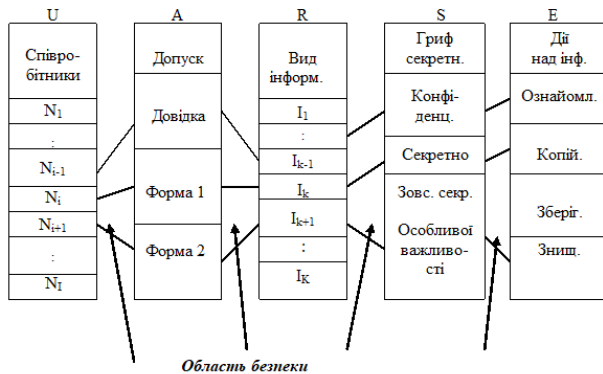 U A R S E
Співро-
бітники
N1
:
Ni-1
Ni
Ni+1
:
NI
Допуск
Довідка
Форма 1
Форма 2
Вид
інформ.
I1
:
Ik-1
Ik
Ik+1
:
IK
Гриф
секретн.
Конфі-
денц.
Секретно
Зовс. секр.
Особливої
важливо-
сті
Дії
над інф.
Ознайомл.
Копій.
Зберіг.
Знищ.
Область безпеки